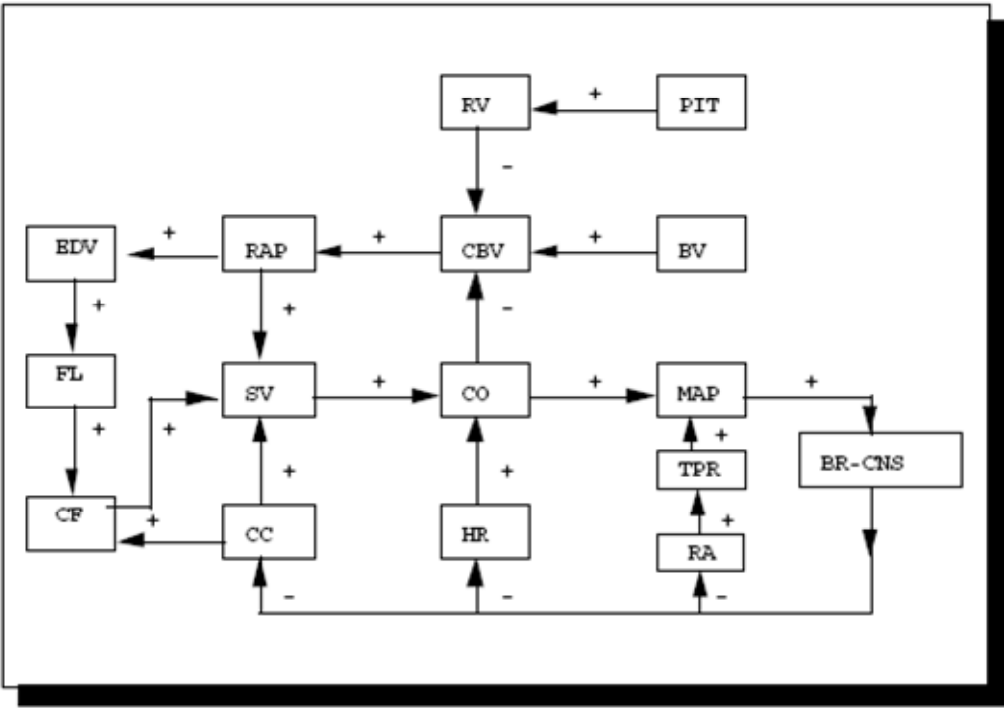 RV
+
PIT
-
EDV
+
RAP
+
CBV
+
BV
+
+
-
FL
SV
+
CO
+
MAP
+
+
+
+
TPR
BR-CNS
CF
+
CC
+
HR
+
+
RA
-
-
-